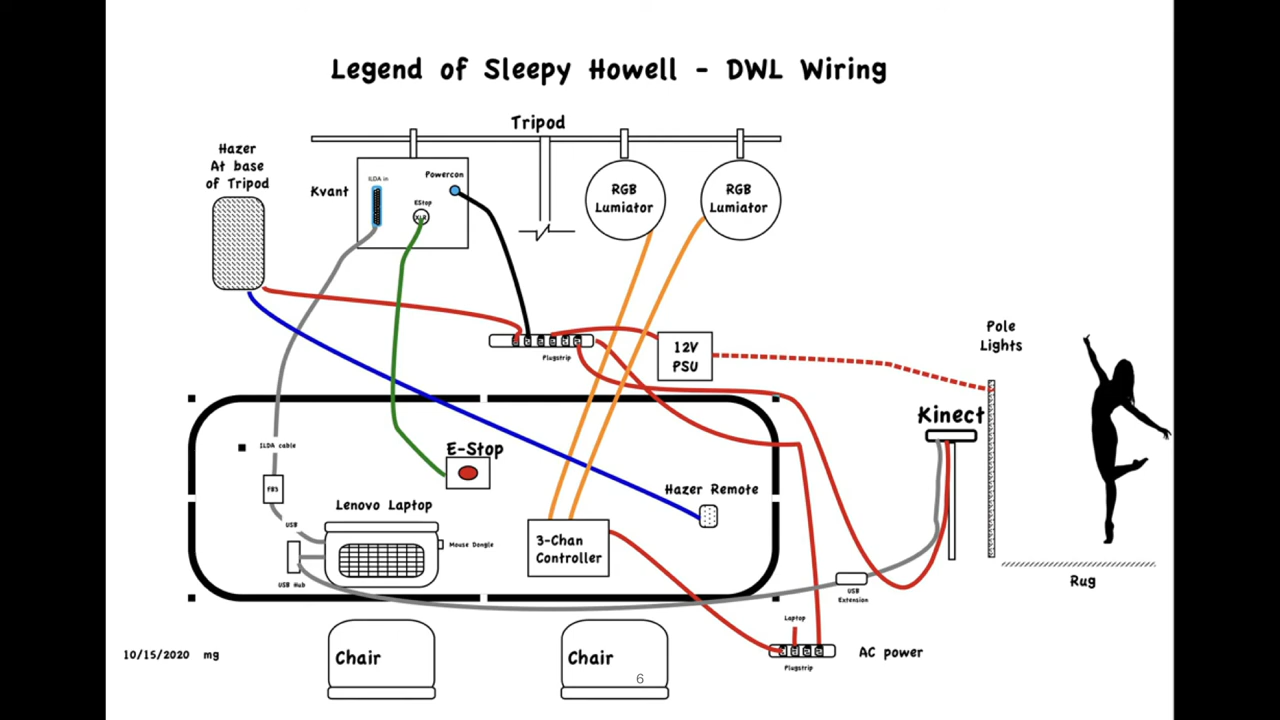 Legend of Sleepy Howell - DWL Wiring
Tripod
Hazer
At base
of Tripod
Kvant
ILDA in
Powercon
EStop
XLR
RGB
Lumiator
RGB
Lumiator
Plugstrip
12V
PSU
Pole
Lights
Kinect
ILDA cable
E-Stop
FB3
Lenovo Laptop
Hazer Remote
USB
Mouse Dongle
USB Hub
3-Chan
Controller
USB
Extension
Rug
Laptop
Plugstrip
AC power
10/15/2020 mg
Chair
Chair
6